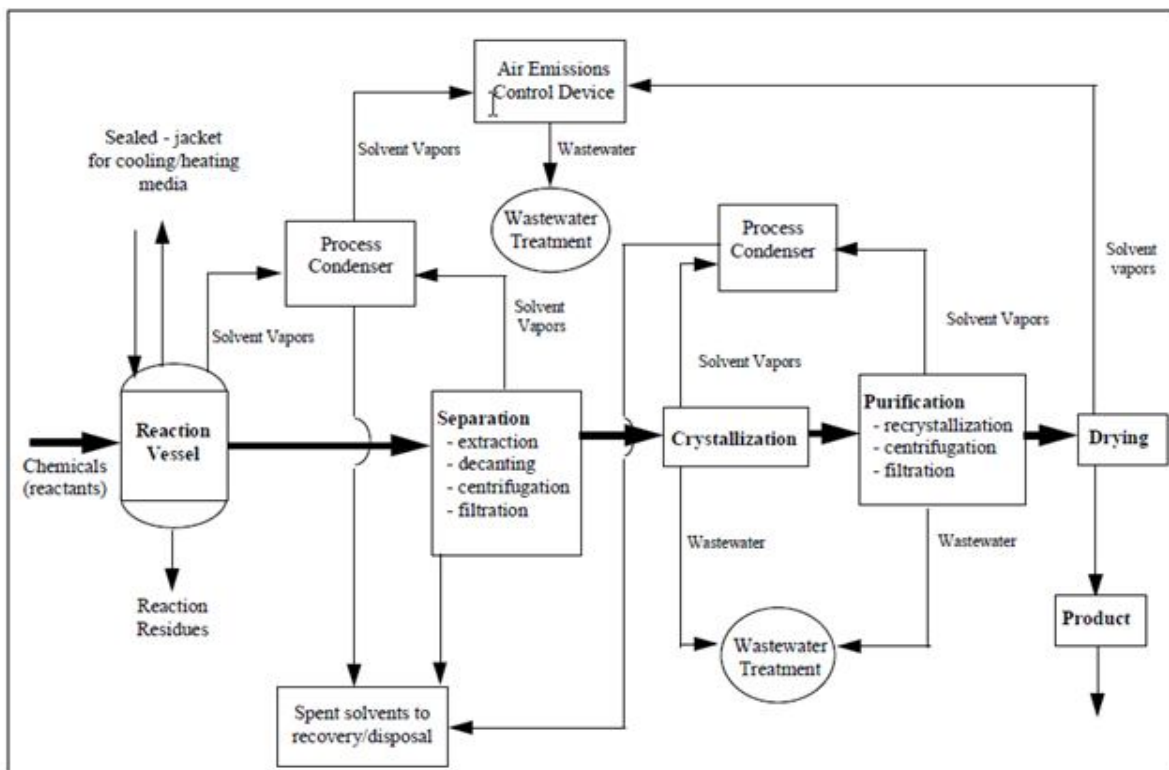 Air Emissions
Control Device
Sealed - jacket
for cooling/heating
media
Solvent Vapors
Wastewater
Wastewater
Treatment
Process
Condenser
Process
Condenser
Solvent
vapors
Solvent Vapors
Solvent
Vapors
Solvent Vapors
Solvent Vapors
Chemicals
(reactants)
Reaction
Vessel
Separation
- extraction
- decanting
- centrifugation
- filtration
Crystallization
Purification
- recrystallization
- centrifugation
- filtration
Drying
Wastewater
Wastewater
Reaction
Residues
Wastewater
Treatment
Product
Spent solvents to
recovery/disposal